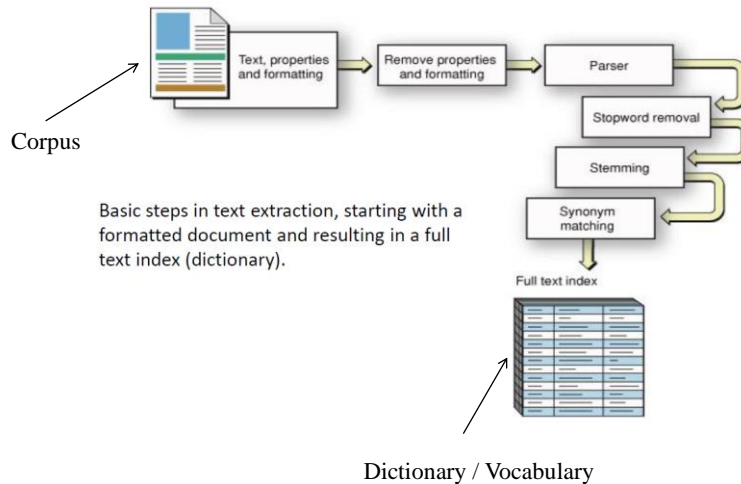 Text, properties
and formatting
Remove properties
and formatting
Parser
Stopword removal
Corpus
Stemming
Basic steps in text extraction, starting with a
formatted document and resulting in a full
text index (dictionary).
Synonym
matching
Full text index
Dictionary / Vocabulary